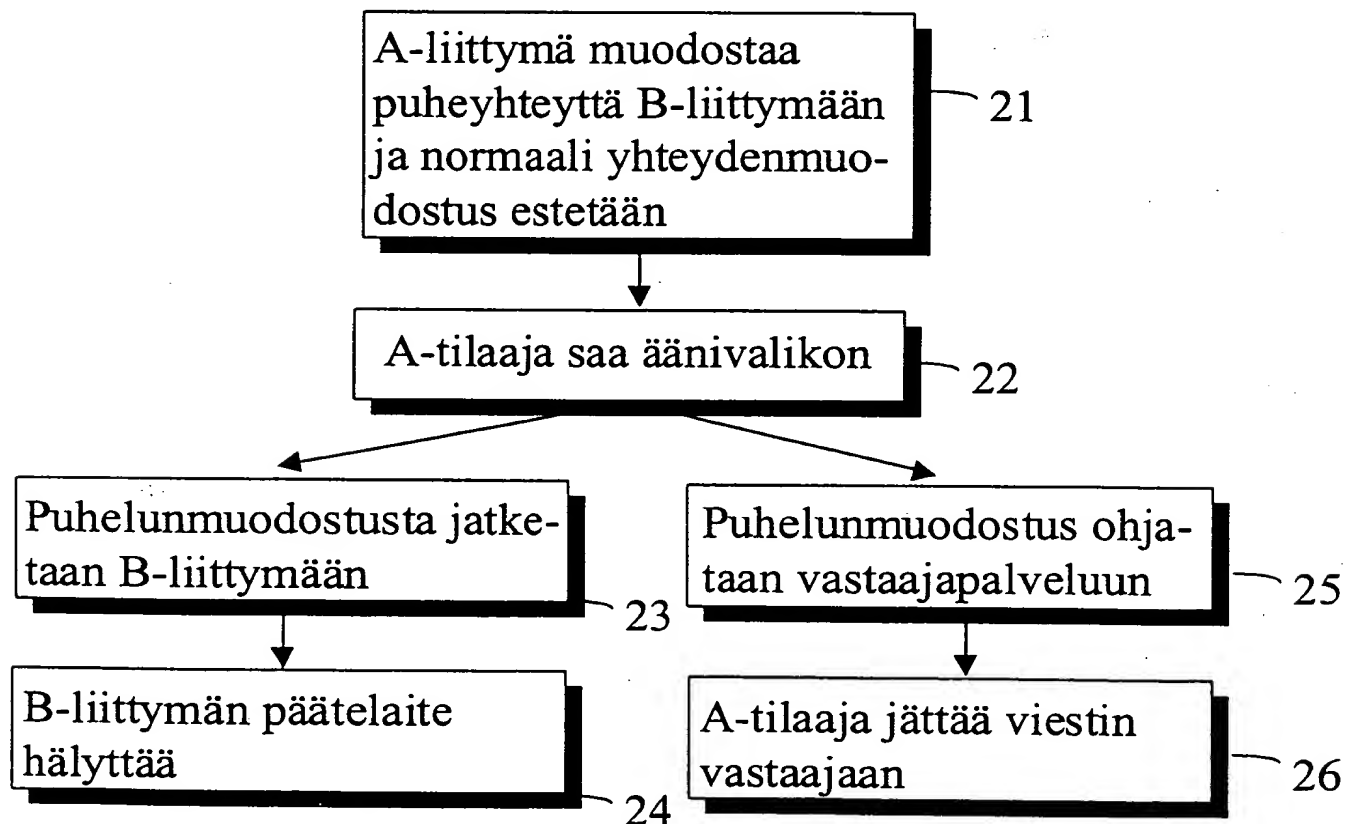 A-liittymä muodostaa
puheyhteyttä B-liittymään
ja normaali yhteydenmuo-
dostus estetään
21
A-tilaaja saa äänivalikon
22
Puhelunmuodostusta jatke-
taan B-liittymään
23
B-liittymän päätelaite
hälyttää
24
Puhelunmuodostus ohja-
taan vastaajapalveluun
25
A-tilaaja jättää viestin
vastaajaan
26